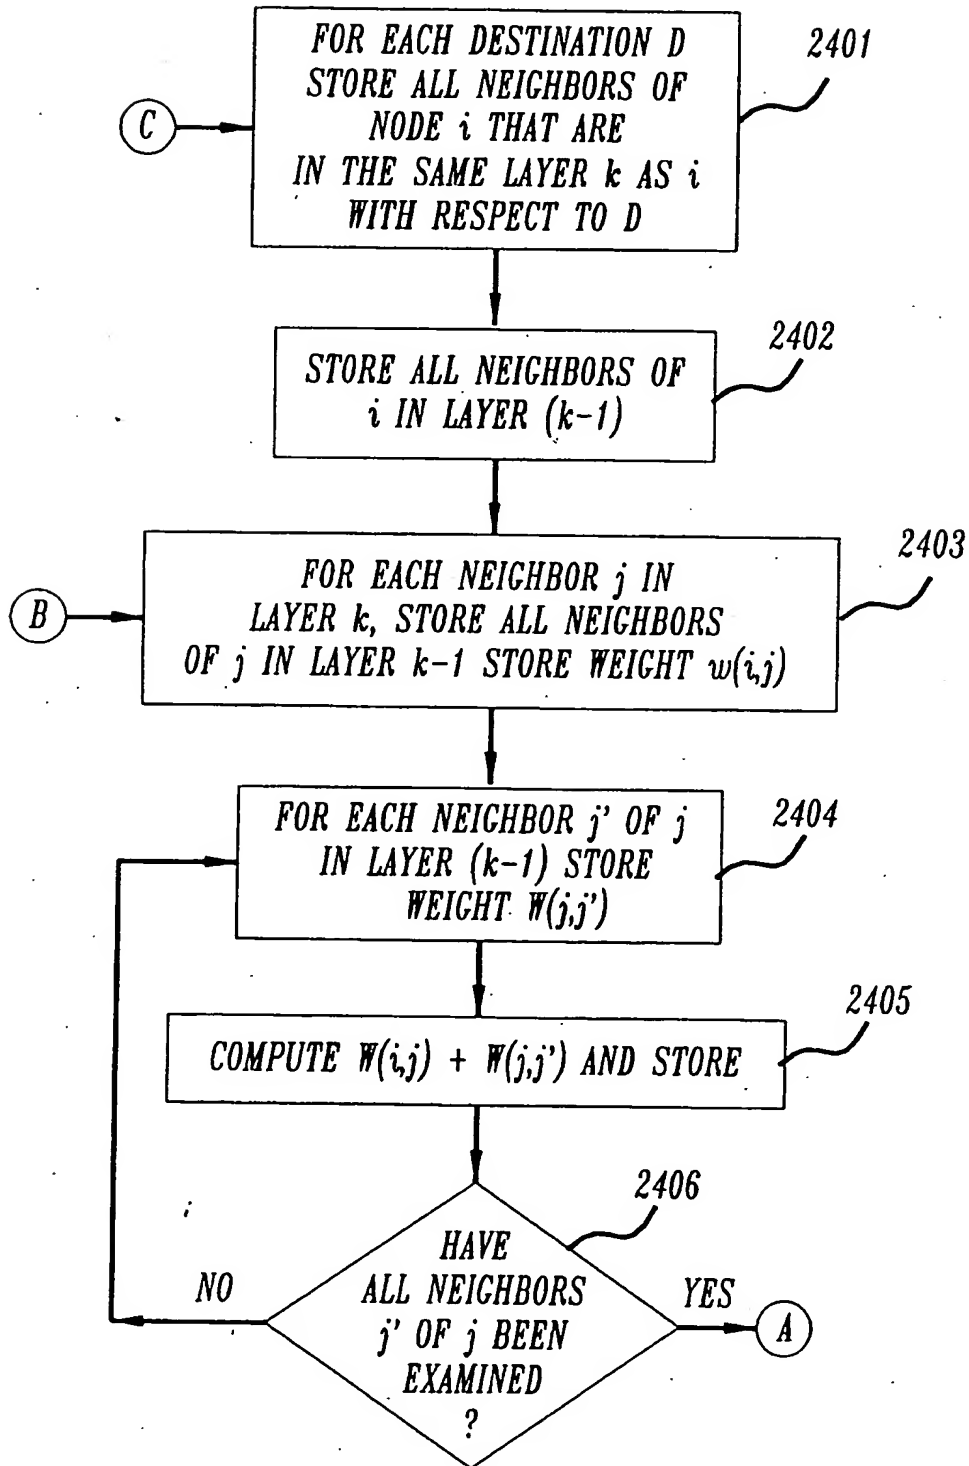 FOR EACH DESTINATION D
STORE ALL NEIGHBORS OF
NODE i THAT ARE
IN THE SAME LAYER k AS i
WITH RESPECT TO D
2401
C
STORE ALL NEIGHBORS OF
i IN LAYER (k-1)
2402
FOR EACH NEIGHBOR j IN
LAYER k, STORE ALL NEIGHBORS
OF j IN LAYER k-1 STORE WEIGHT w(i,j)
2403
B
FOR EACH NEIGHBOR j' OF j
IN LAYER (k-1) STORE
WEIGHT W(j,j')
2404
COMPUTE W(i,j) + W(j,j') AND STORE
2405
HAVE
ALL NEIGHBORS
j' OF j BEEN
EXAMINED
?
2406
NO
YES
A